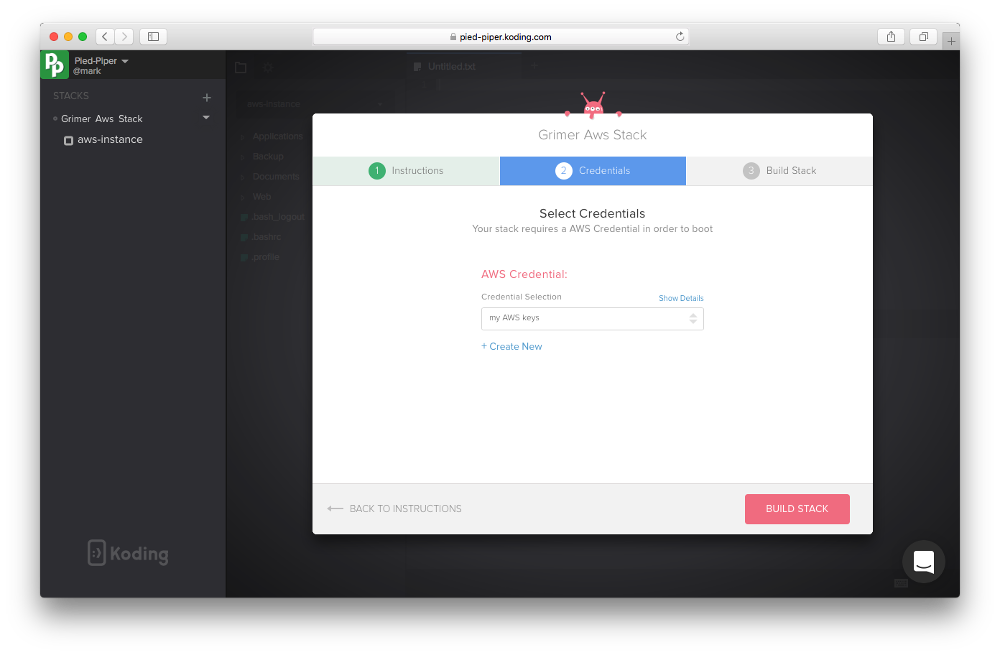 pied-piper.koding.com
Pp
Pied-Piper
@mark
STACKS
Grimer Aws Stack
aws-instance
Untitled.txt
aws-instance
Applications
Backup
Documents
Web
.bash_logout
.bashrc
.profile
Grimer Aws Stack
1 Instructions
2 Credentials
3 Build Stack
Select Credentials
Your stack requires a AWS Credential in order to boot
AWS Credential:
Credential Selection
Show Details
my AWS keys
+ Create New
BACK TO INSTRUCTIONS
BUILD STACK
Koding